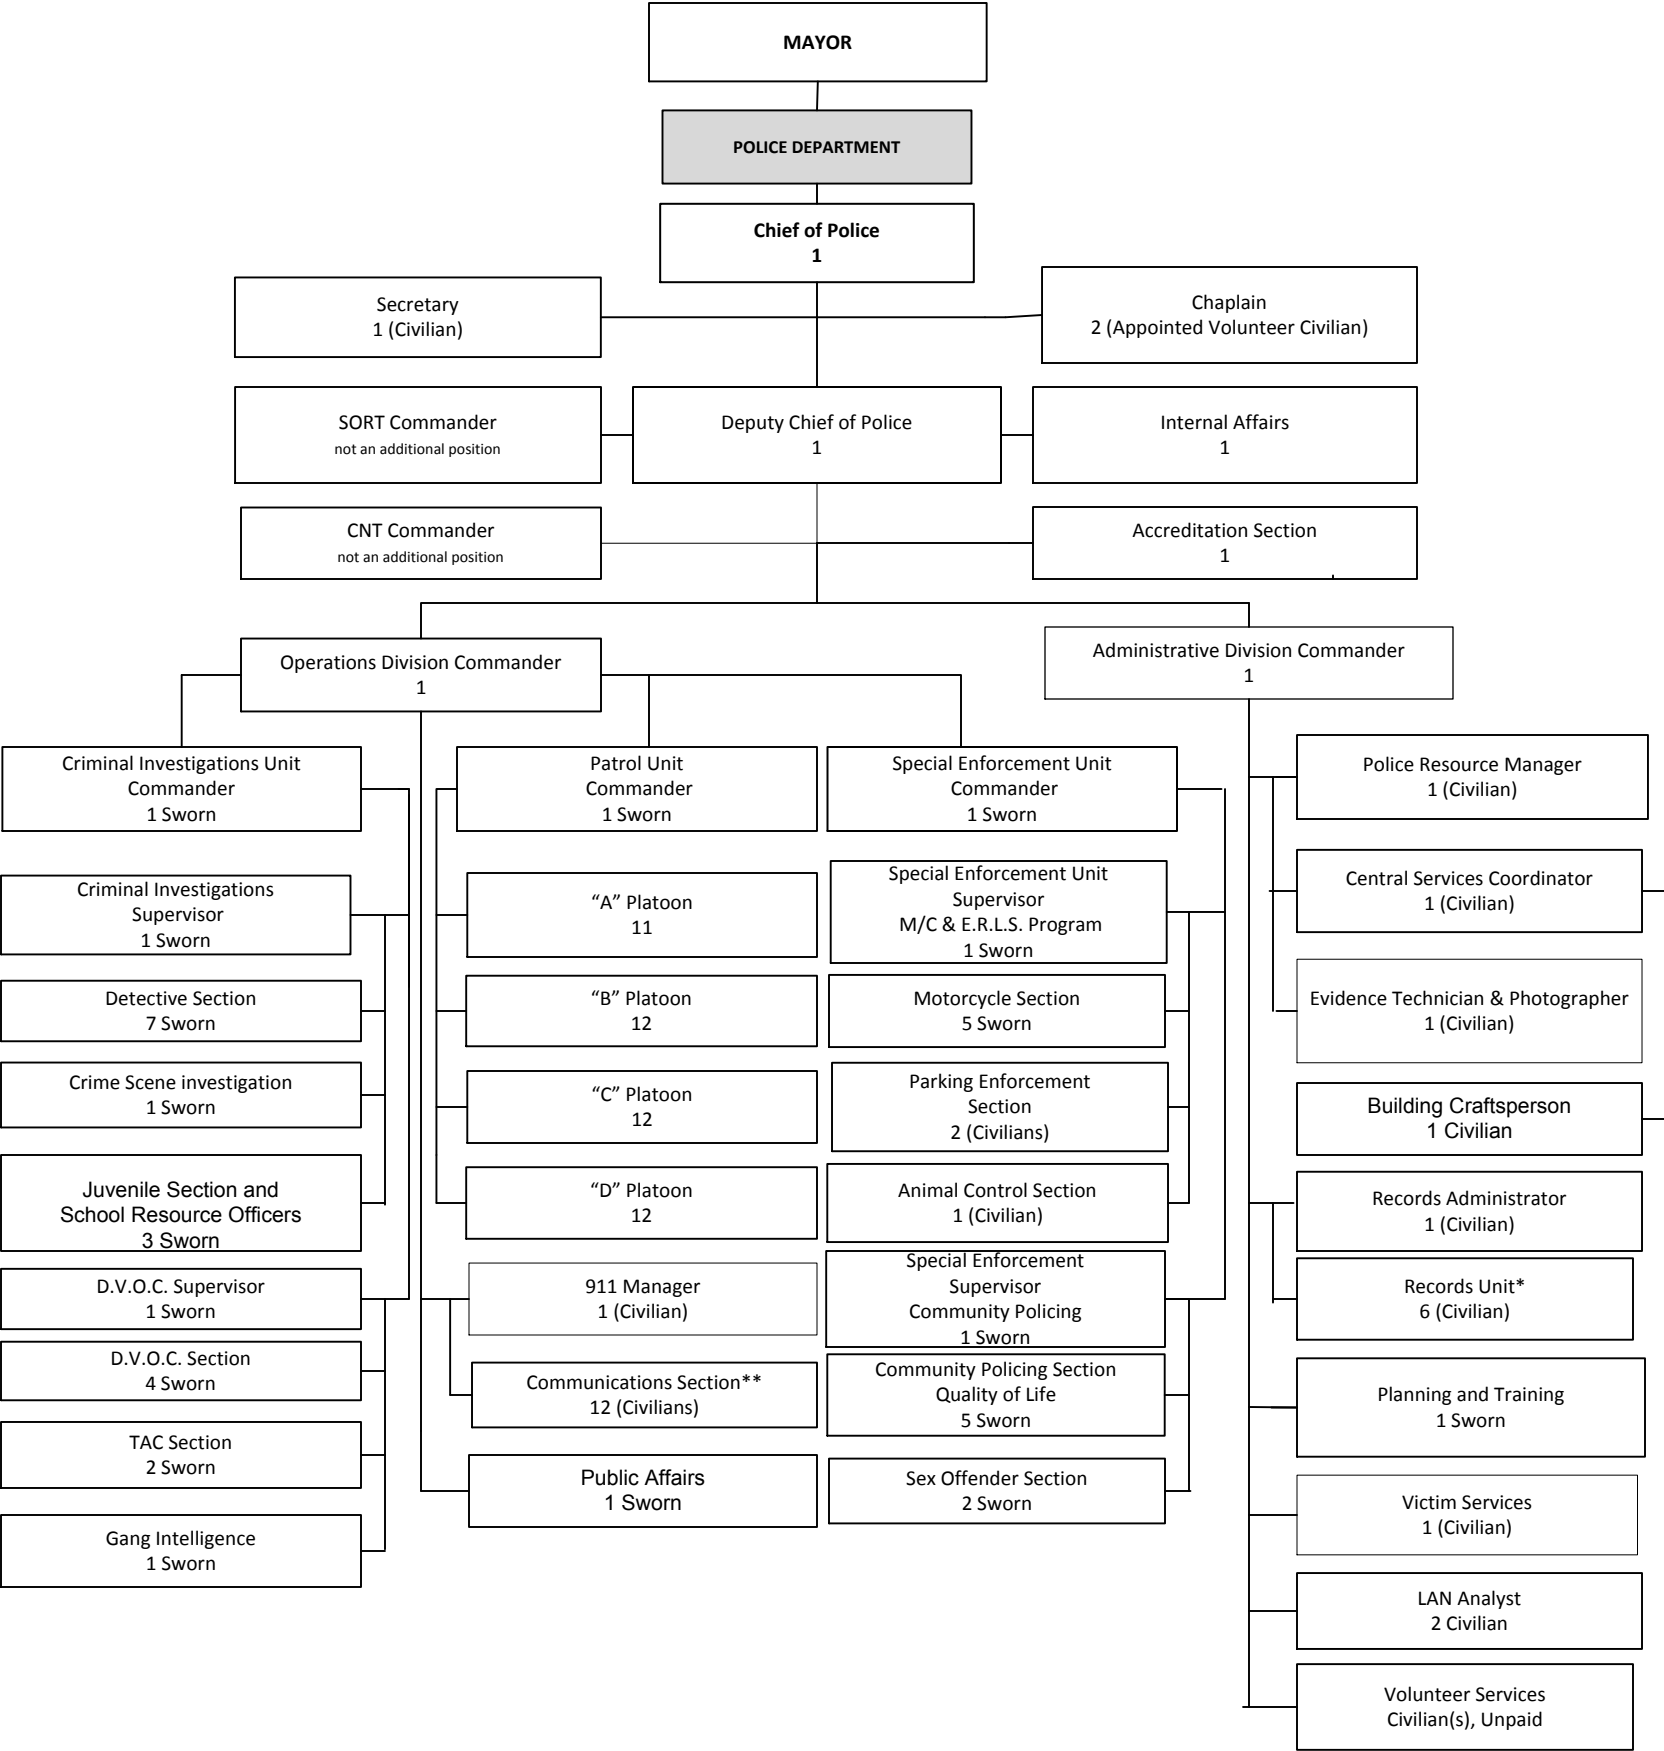 MAYOR
POLICE DEPARTMENT
Chief of Police
1
Secretary
1 (Civilian)
Chaplain
2 (Appointed Volunteer Civilian)
SORT Commander
not an additional position
Deputy Chief of Police
1
Internal Affairs
1
CNT Commander
not an additional position
Accreditation Section
1
Operations Division Commander
1
Administrative Division Commander
1
Criminal Investigations Unit
Commander
1 Sworn
Criminal Investigations
Supervisor
1 Sworn
Detective Section
7 Sworn
Crime Scene investigation
1 Sworn
Juvenile Section and
School Resource Officers
3 Sworn
D.V.O.C. Supervisor
1 Sworn
D.V.O.C. Section
4 Sworn
TAC Section
2 Sworn
Gang Intelligence
1 Sworn
Patrol Unit
Commander
1 Sworn
“A” Platoon
11
“B” Platoon
12
“C” Platoon
12
“D” Platoon
12
911 Manager
1 (Civilian)
Communications Section**
12 (Civilians)
Public Affairs
1 Sworn
Special Enforcement Unit
Commander
1 Sworn
Special Enforcement Unit
Supervisor
M/C & E.R.L.S. Program
1 Sworn
Motorcycle Section
5 Sworn
Parking Enforcement
Section
2 (Civilians)
Animal Control Section
1 (Civilian)
Special Enforcement
Supervisor
Community Policing
1 Sworn
Community Policing Section
Quality of Life
5 Sworn
Sex Offender Section
2 Sworn
Police Resource Manager
1 (Civilian)
Central Services Coordinator
1 (Civilian)
Evidence Technician & Photographer
1 (Civilian)
Building Craftsperson
1 Civilian
Records Administrator
1 (Civilian)
Records Unit*
6 (Civilian)
Planning and Training
1 Sworn
Victim Services
1 (Civilian)
LAN Analyst
2 Civilian
Volunteer Services
Civilian(s), Unpaid